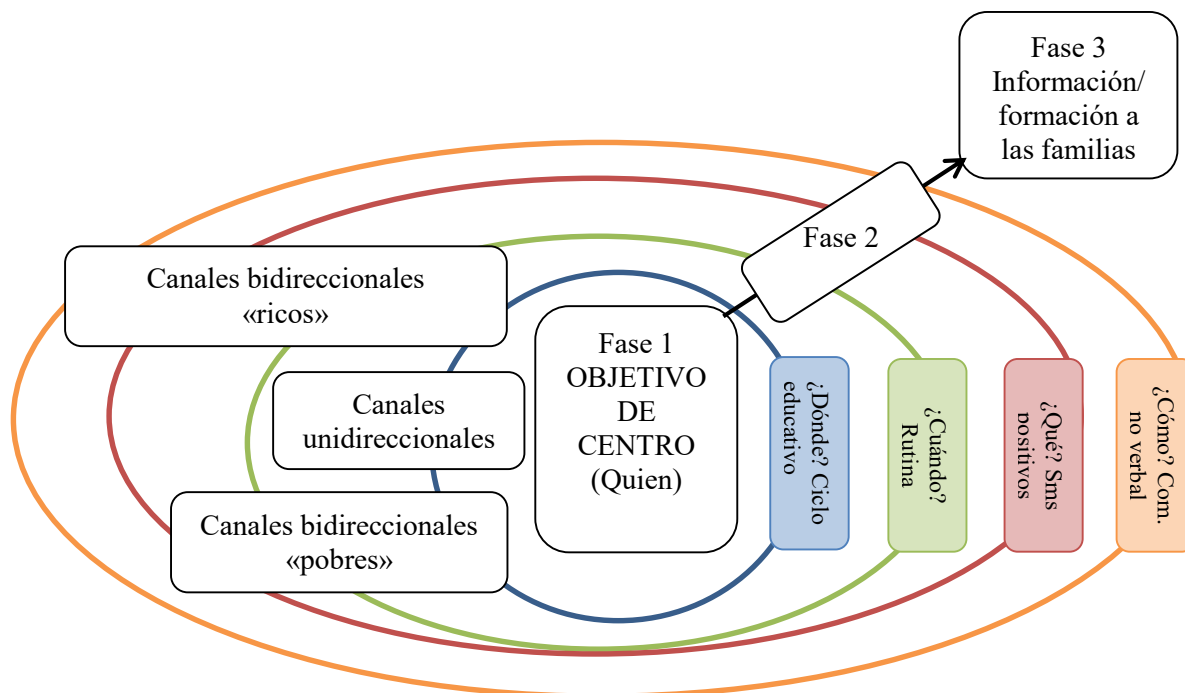 Fase 3
Información/
formación a
las familias
Fase 2
Canales bidireccionales
«ricos»
Fase 1
OBJETIVO
DE
CENTRO
(Quien)
Canales
unidireccionales
Canales bidireccionales
«pobres»
¿Dónde? Ciclo
educativo
¿Cuándo?
Rutina
¿Qué? Sms
positivos
¿Cómo? Com.
no verbal